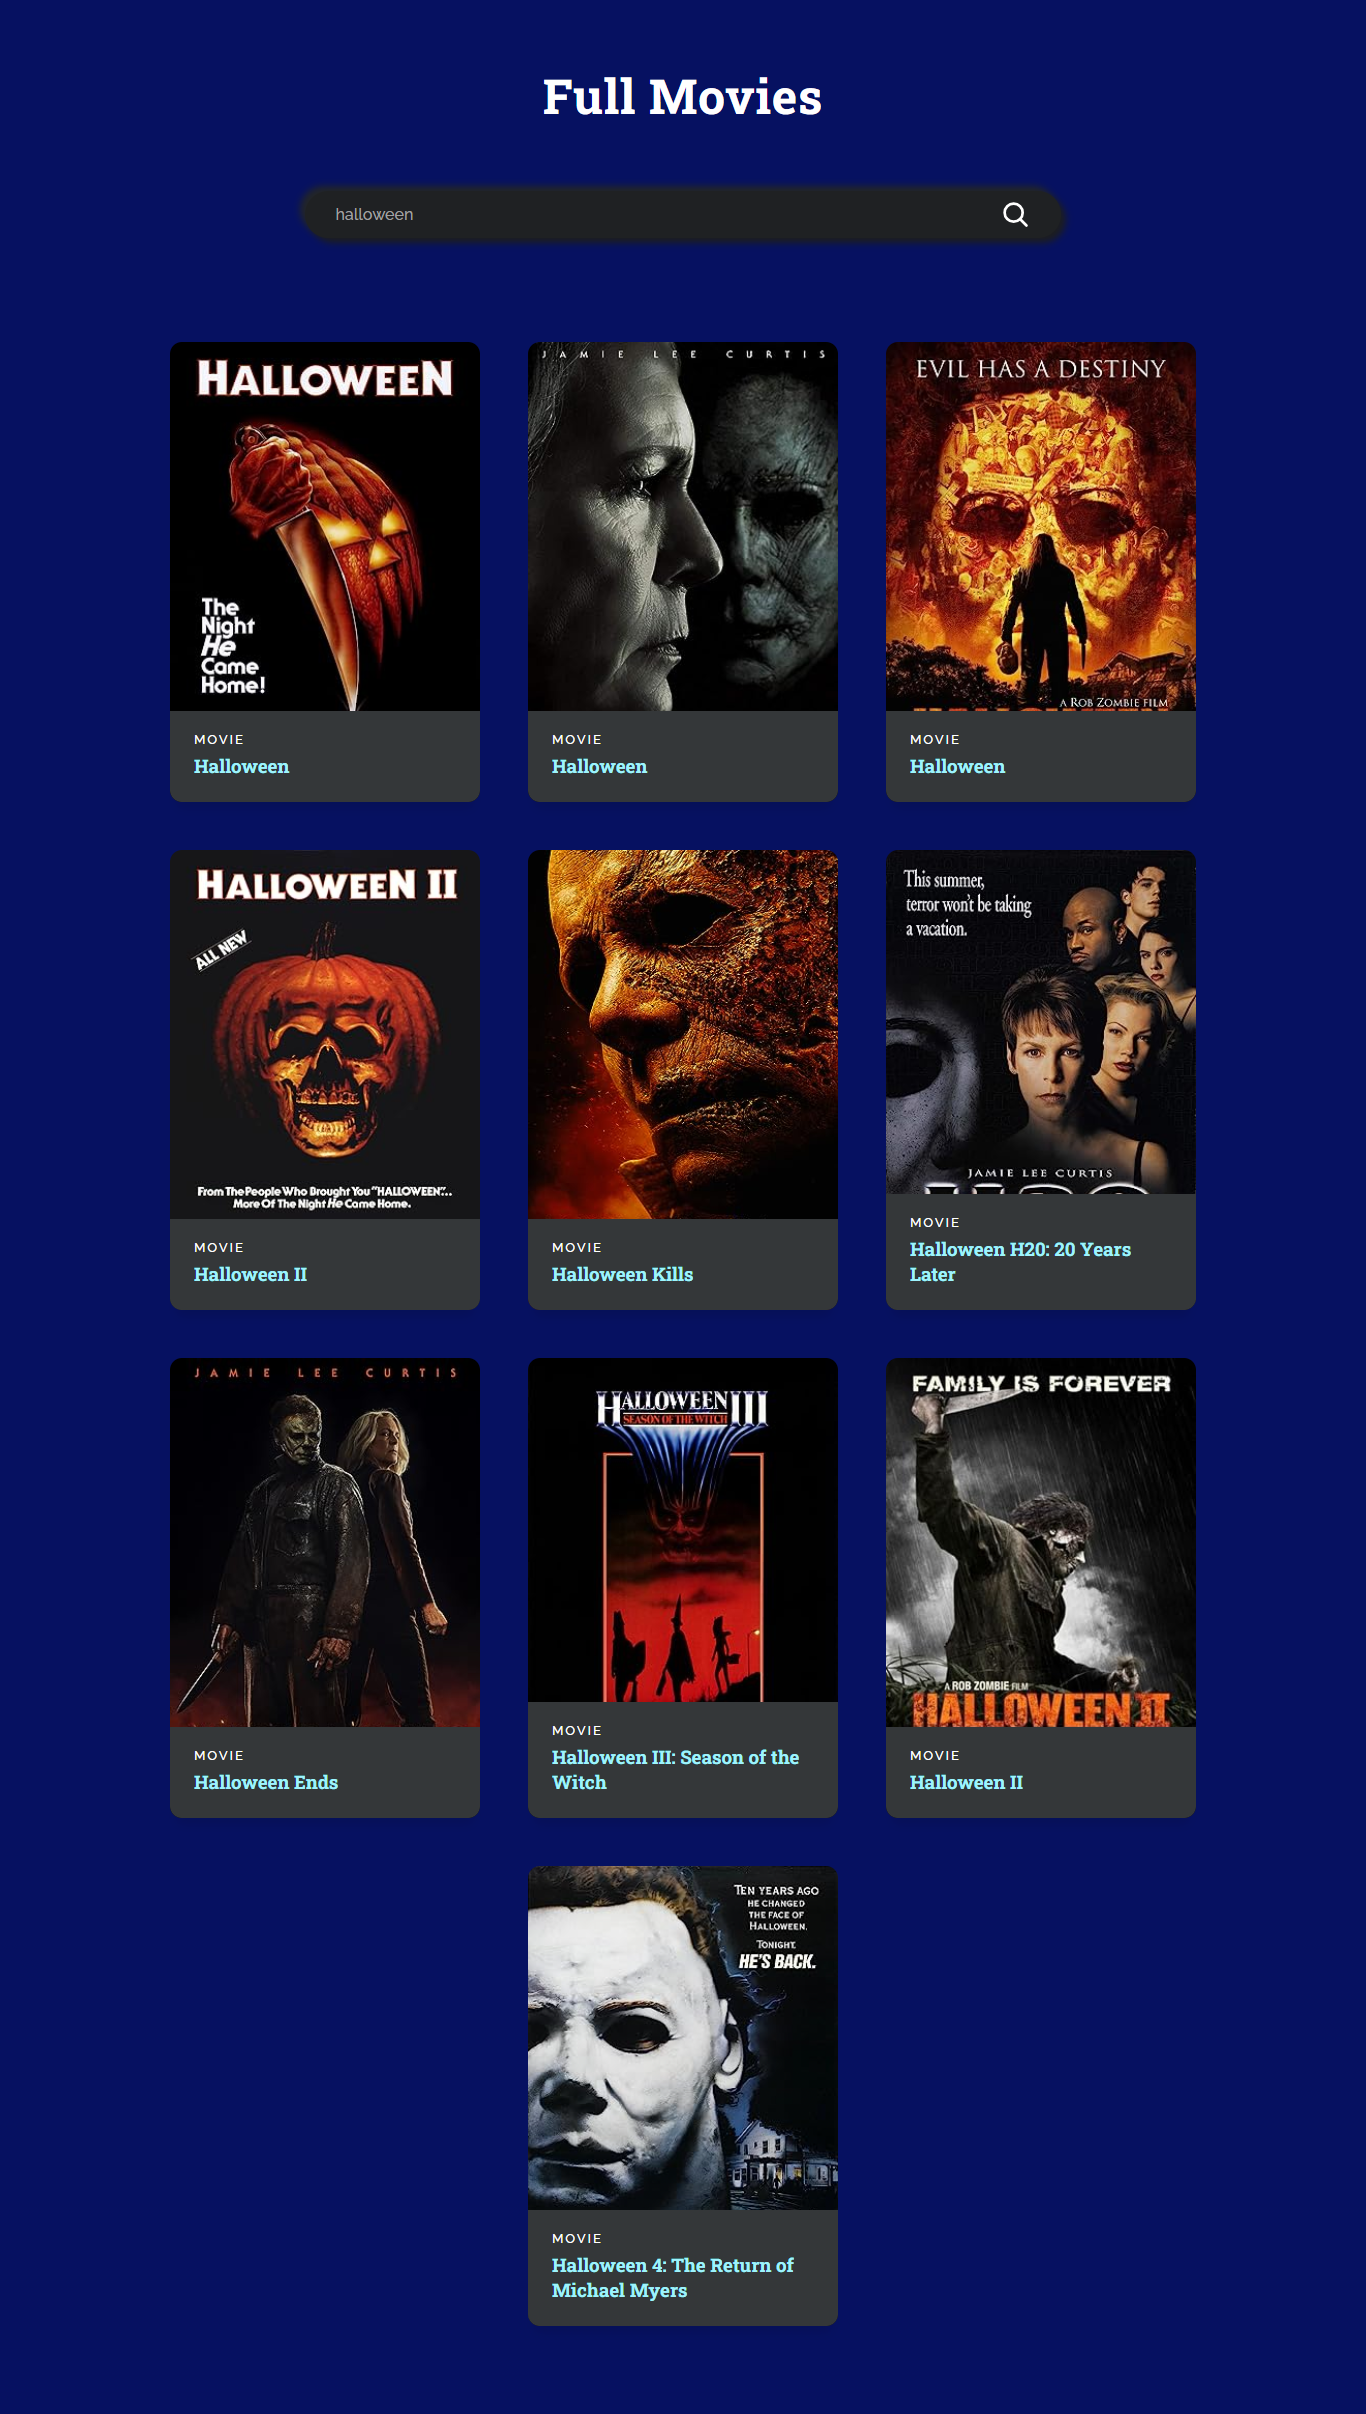 Full Movies
halloween
HALLOWEEN
The
Night
He
Came
Home!
MOVIE
Halloween
JAMIE LEE CURTIS
MOVIE
Halloween
EVIL HAS A DESTINY
A ROB ZOMBIE FILM
HALLOWEEN
MOVIE
Halloween
HALLOWEEN II
ALL NEW
From The People Who Brought You "HALLOWEEN"...
More Of The Night He Came Home.
MOVIE
Halloween II
MOVIE
Halloween Kills
This summer,
terror won't be taking
a vacation.
JAMIE LEE CURTIS
H20
MOVIE
Halloween H20: 20 Years
Later
JAMIE LEE CURTIS
MOVIE
Halloween Ends
HALLOWEEN III
SEASON OF THE WITCH
MOVIE
Halloween III: Season of the
Witch
FAMILY IS FOREVER
A ROB ZOMBIE FILM
HALLOWEEN II
MOVIE
Halloween II
TEN YEARS AGO
HE CHANGED
THE FACE OF
HALLOWEEN.
TONIGHT,
HE'S BACK.
MOVIE
Halloween 4: The Return of
Michael Myers